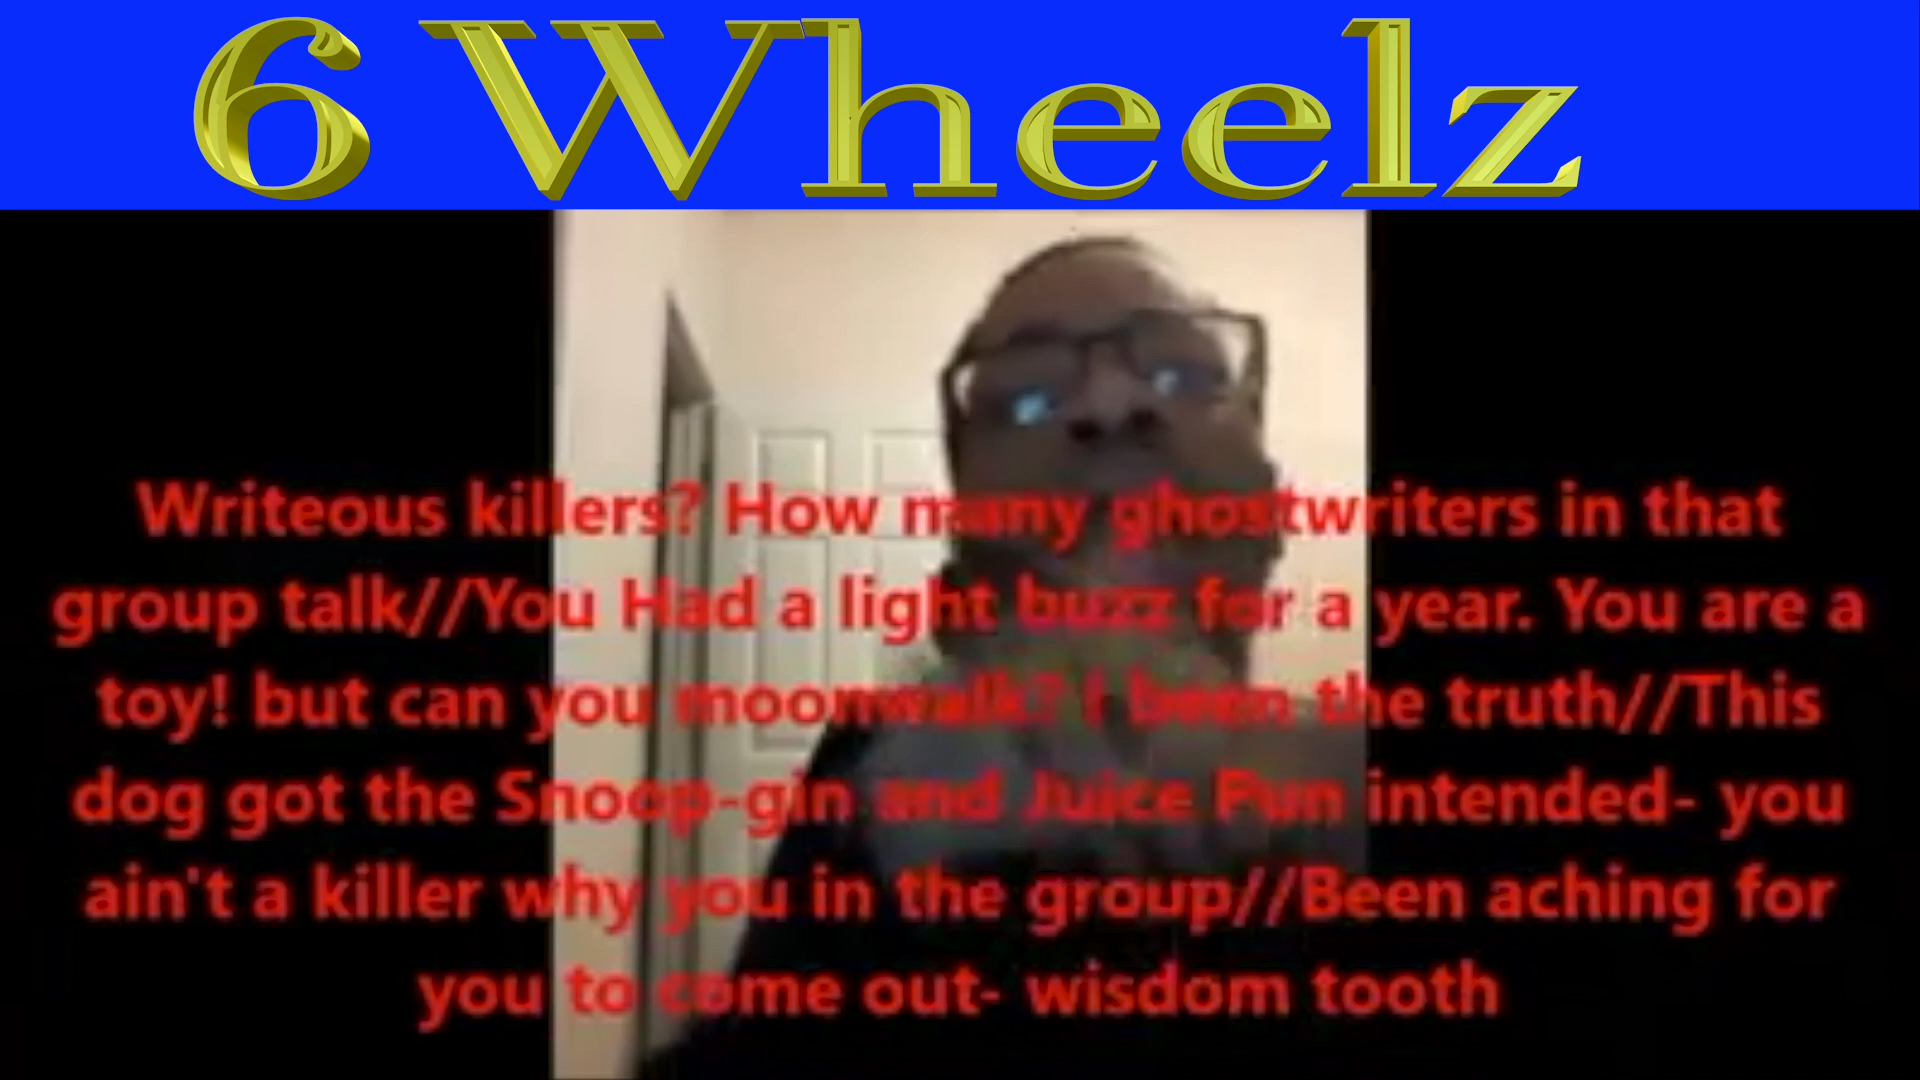 6 Wheelz
Writeous killers? How many ghostwriters in that
group talk//You Had a light buzz for a year. You are a
toy! but can you moonwalk? I been the truth//This
dog got the Snoop-gin and Juice Pun intended- you
ain't a killer why you in the group//Been aching for
you to come out- wisdom tooth